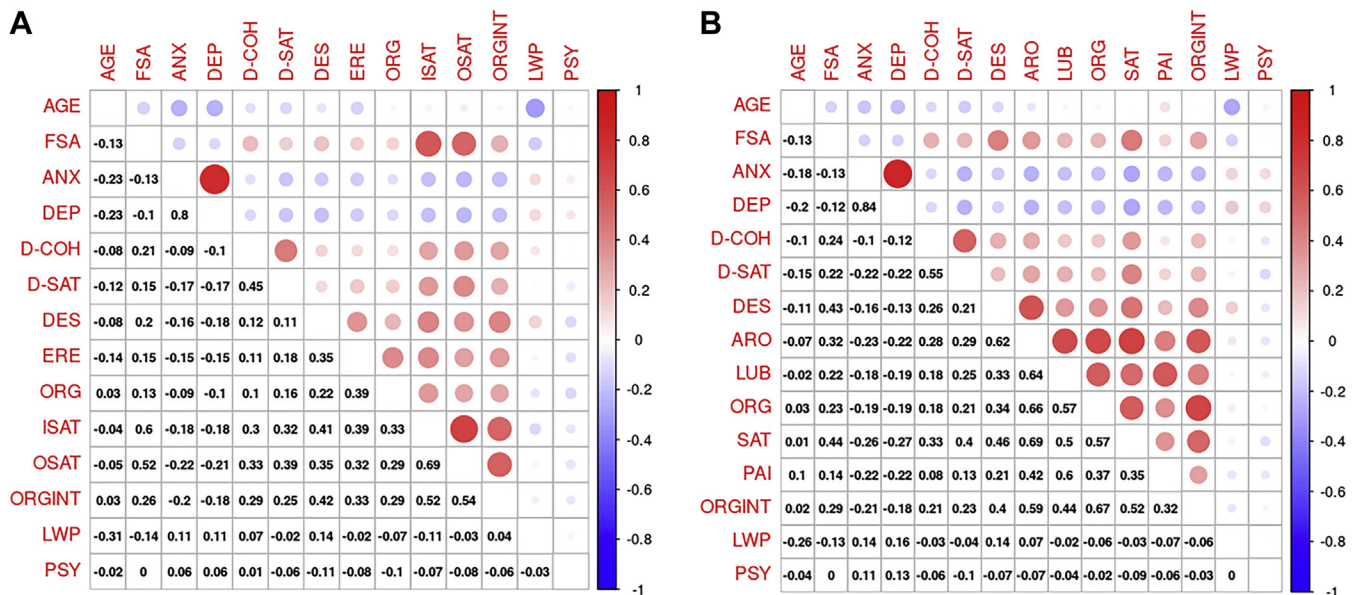 A
AGE FSA ANX DEP D-COH D-SAT DES ERE ORG ISAT OSAT ORGINT LWP PSY
AGE
FSA -0.13
ANX -0.23 -0.13
DEP -0.23 -0.1 0.8
D-COH -0.08 0.21 -0.09 -0.1
D-SAT -0.12 0.15 -0.17 -0.17 0.45
DES -0.08 0.2 -0.16 -0.18 0.12 0.11
ERE -0.14 0.15 -0.15 -0.15 0.11 0.18 0.35
ORG 0.03 0.13 -0.09 -0.1 0.1 0.16 0.22 0.39
ISAT -0.04 0.6 -0.18 -0.18 0.3 0.32 0.41 0.39 0.33
OSAT -0.05 0.52 -0.22 -0.21 0.33 0.39 0.35 0.32 0.29 0.69
ORGINT 0.03 0.26 -0.2 -0.18 0.29 0.25 0.42 0.33 0.29 0.52 0.54
LWP -0.31 -0.14 0.11 0.11 0.07 -0.02 0.14 -0.02 -0.07 -0.11 -0.03 0.04
PSY -0.02 0 0.06 0.06 0.01 -0.06 -0.11 -0.08 -0.1 -0.07 -0.08 -0.06 -0.03
1
0.8
0.6
0.4
0.2
0
-0.2
-0.4
-0.6
-0.8
-1
B
AGE FSA ANX DEP D-COH D-SAT DES ARO LUB ORG SAT PAI ORGINT LWP PSY
AGE
FSA -0.13
ANX -0.18 -0.13
DEP -0.2 -0.12 0.84
D-COH -0.1 0.24 -0.1 -0.12
D-SAT -0.15 0.22 -0.22 -0.22 0.55
DES -0.11 0.43 -0.16 -0.13 0.26 0.21
ARO -0.07 0.32 -0.23 -0.22 0.28 0.29 0.62
LUB -0.02 0.22 -0.18 -0.19 0.18 0.25 0.33 0.64
ORG 0.03 0.23 -0.19 -0.19 0.18 0.21 0.34 0.66 0.57
SAT 0.01 0.44 -0.26 -0.27 0.33 0.4 0.46 0.69 0.5 0.57
PAI 0.1 0.14 -0.22 -0.22 0.08 0.13 0.21 0.42 0.6 0.37 0.35
ORGINT 0.02 0.29 -0.21 -0.18 0.21 0.23 0.4 0.59 0.44 0.67 0.52 0.32
LWP -0.26 -0.13 0.14 0.16 -0.03 -0.04 0.14 0.07 -0.02 -0.06 -0.03 -0.07 -0.06
PSY -0.04 0 0.11 0.13 -0.06 -0.1 -0.07 -0.07 -0.04 -0.02 -0.09 -0.06 -0.03 0
1
0.8
0.6
0.4
0.2
0
-0.2
-0.4
-0.6
-0.8
-1